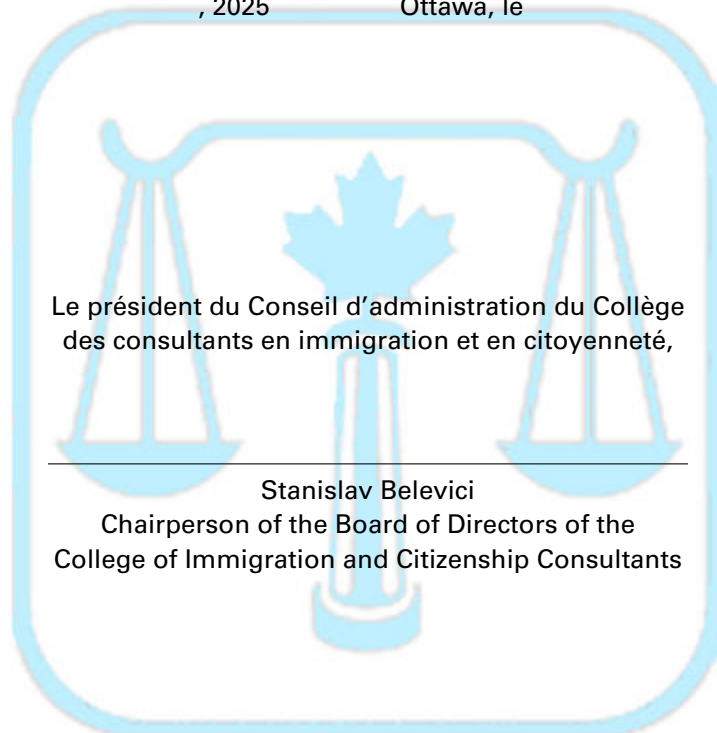 , 2025 Ottawa, le
Le président du Conseil d’administration du Collège
des consultants en immigration et en citoyenneté,
Stanislav Belevici
Chairperson of the Board of Directors of the
College of Immigration and Citizenship Consultants